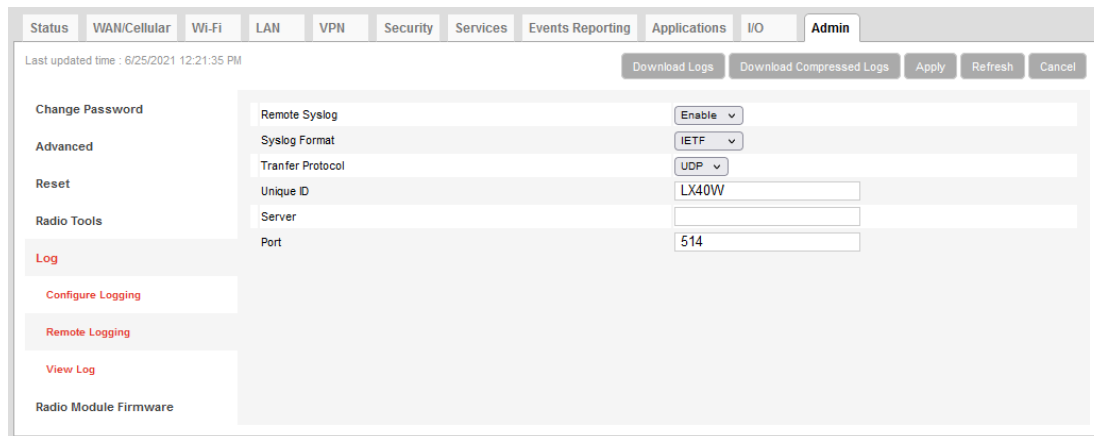 Status WAN/Cellular Wi-Fi LAN VPN Security Services Events Reporting Applications I/O Admin
Last updated time : 6/25/2021 12:21:35 PM
Download Logs Download Compressed Logs Apply Refresh Cancel
Change Password
Advanced
Reset
Radio Tools
Log
Configure Logging
Remote Logging
View Log
Radio Module Firmware
Remote Syslog Enable
Syslog Format IETF
Tranfer Protocol UDP
Unique ID LX40W
Server
Port 514